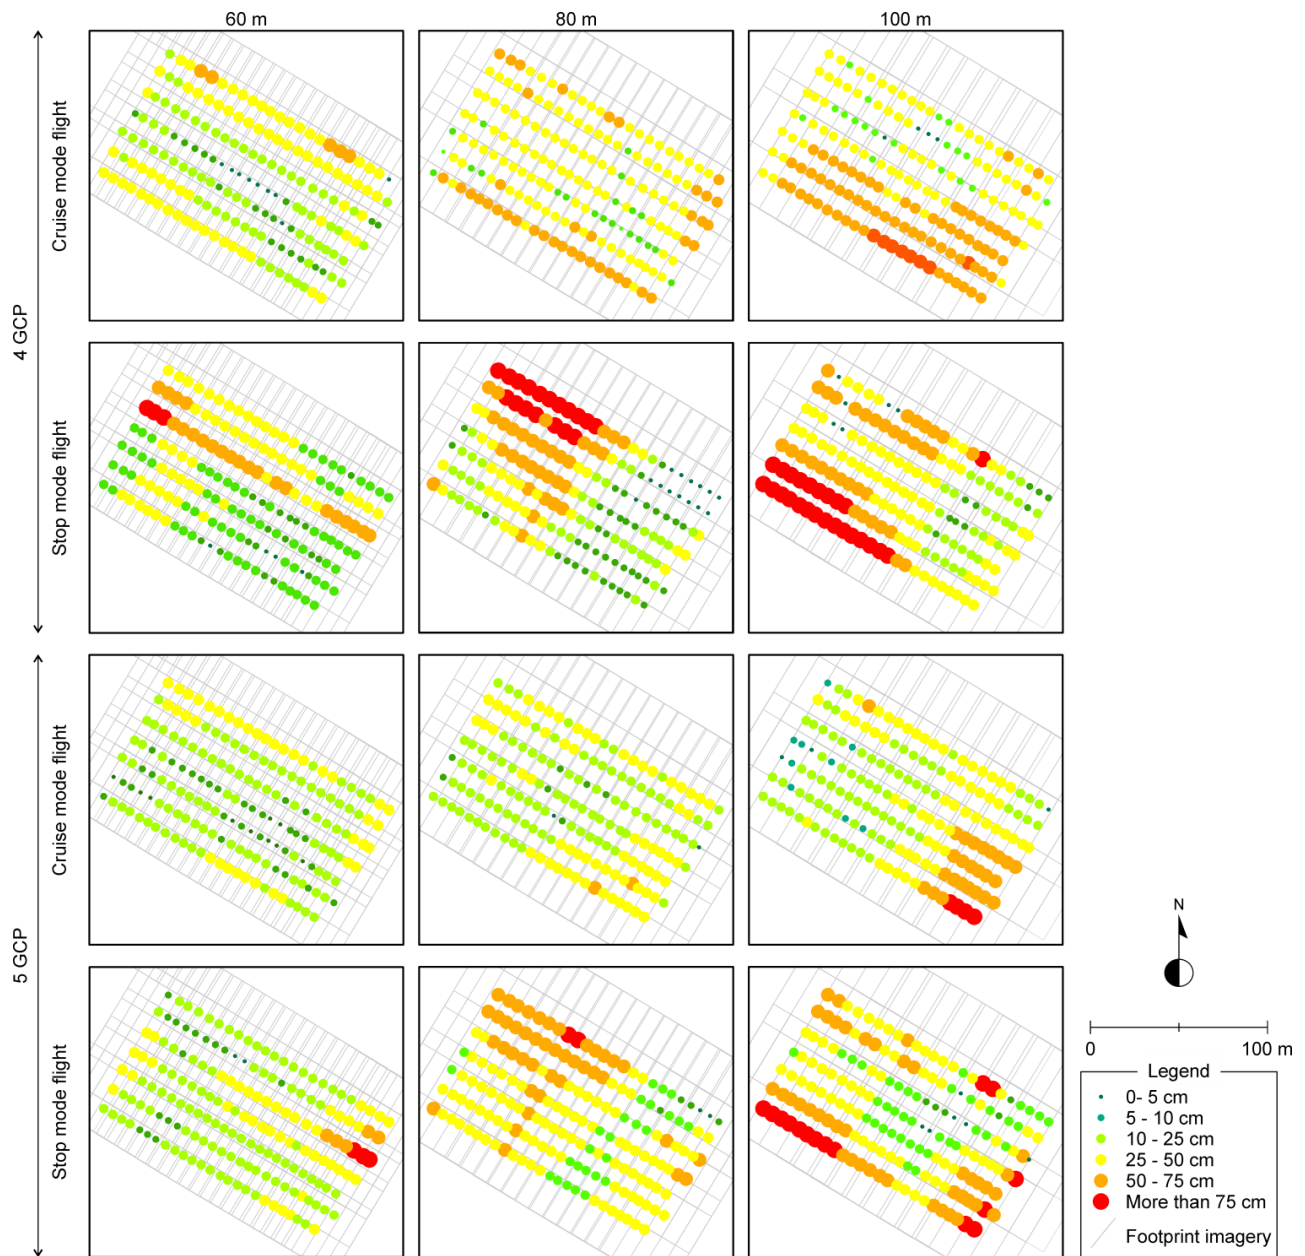 60 m
80 m
100 m
4 GCP
Cruise mode flight
Stop mode flight
5 GCP
Cruise mode flight
Stop mode flight
N
0
100 m
Legend
0- 5 cm
5 - 10 cm
10 - 25 cm
25 - 50 cm
50 - 75 cm
More than 75 cm
Footprint imagery